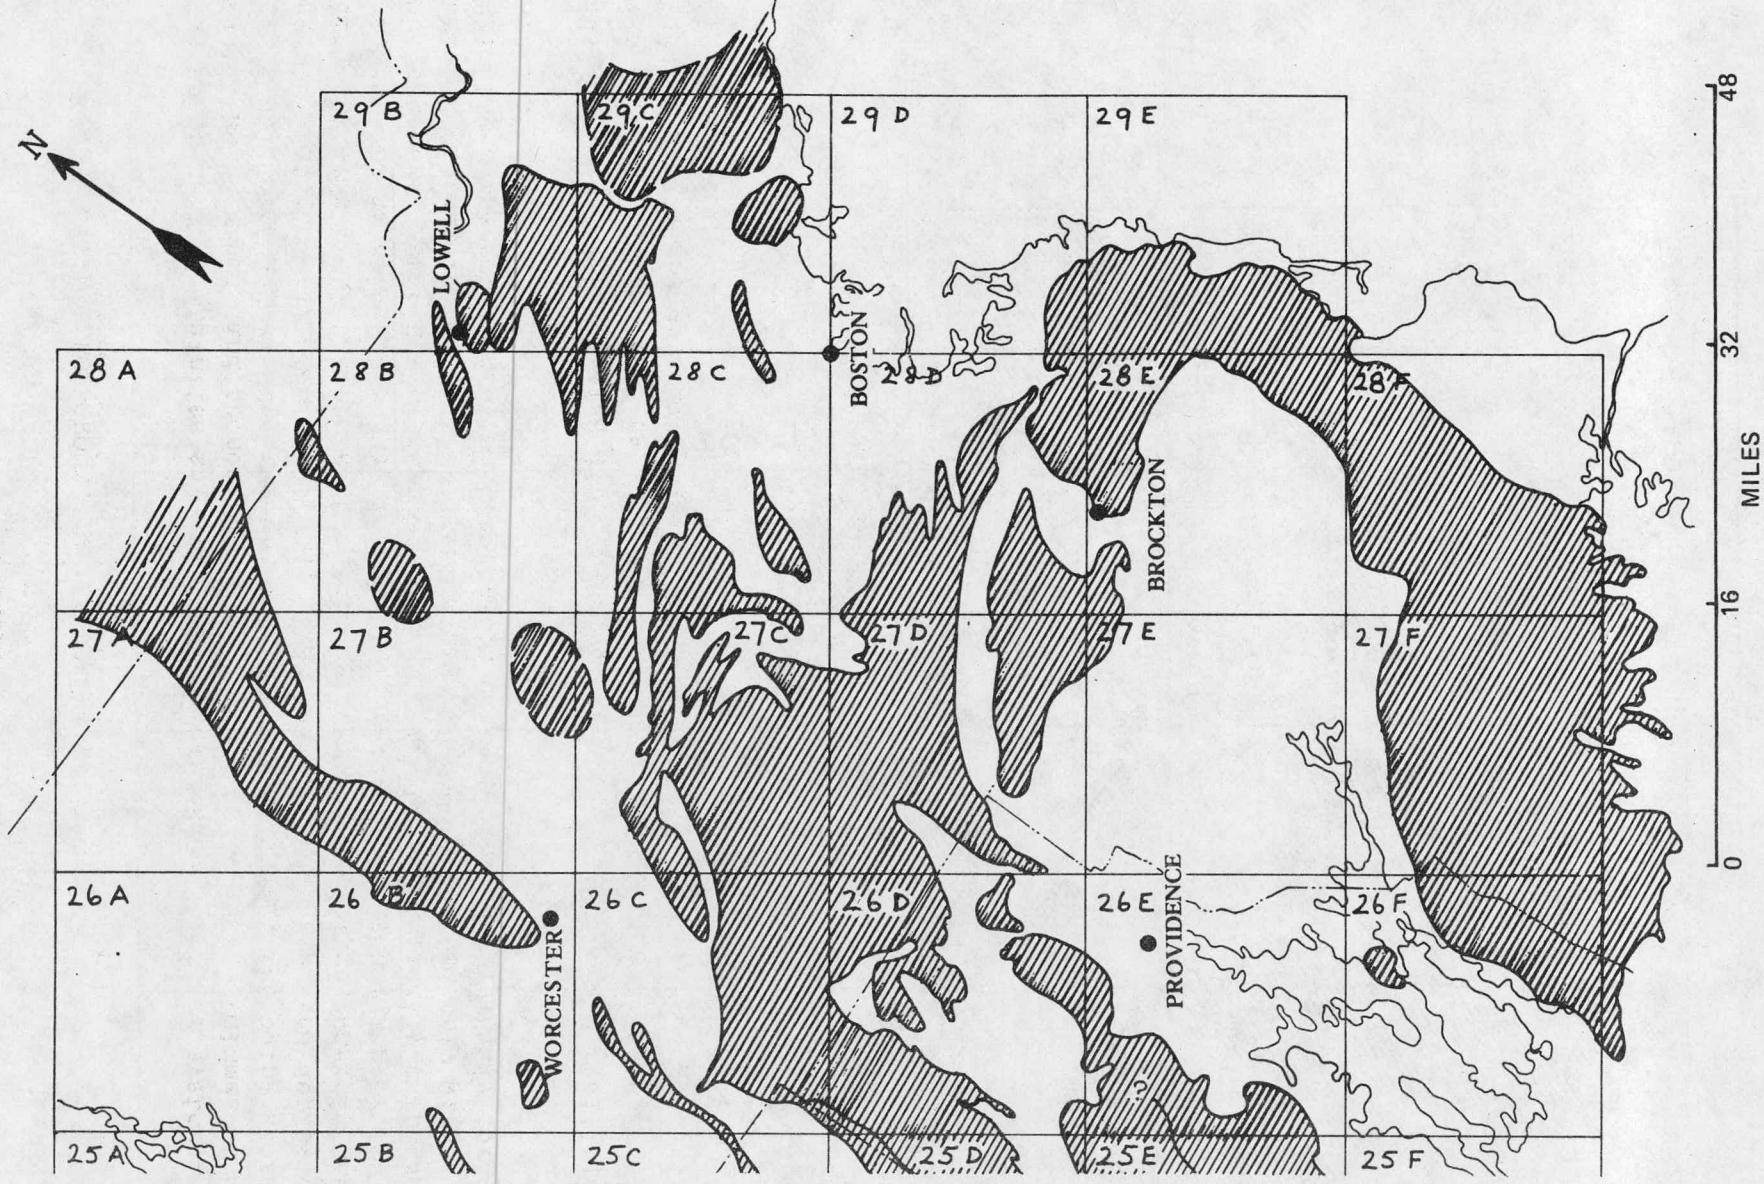 48
29 B
29 C
29 D
29 E
N
LOWELL
32
28 A
28 B
28 C
BOSTON
28 D
28 E
28 F
MILES
BROCKTON
16
27 A
27 B
27 C
27 D
27 E
27 F
0
26 A
26 B
26 C
26 D
26 E
PROVIDENCE
26 F
WORCESTER
?
25 A
25 B
25 C
25 D
25 E
25 F